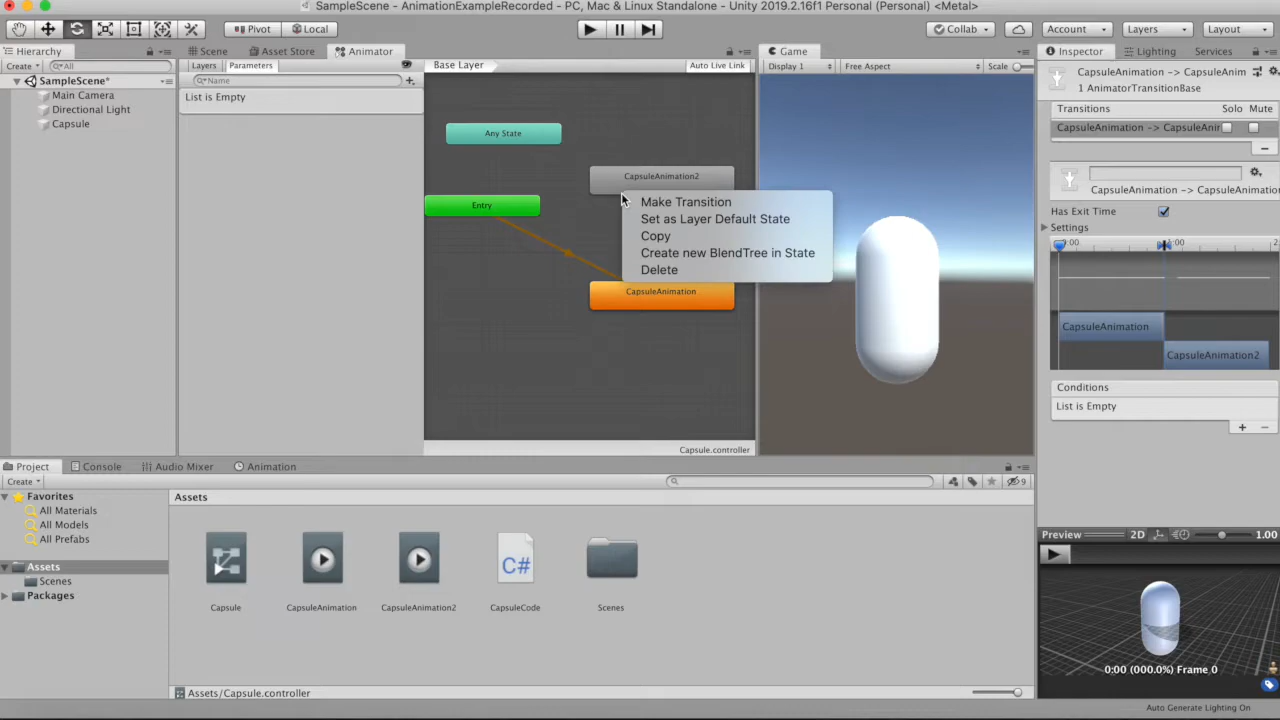 SampleScene - AnimationExampleRecorded - PC, Mac & Linux Standalone - Unity 2019.2.16f1 Personal (Personal) <Metal>
Pivot Local Collab Account Layers Layout
Hierarchy
Create All
SampleScene*
Main Camera
Directional Light
Capsule
Scene Asset Store Animator
Layers Parameters
Name
List is Empty
Base Layer Auto Live Link
Any State
CapsuleAnimation2
Entry
Make Transition
Set as Layer Default State
Copy
Create new BlendTree in State
Delete
CapsuleAnimation
Capsule.controller
Game
Display 1 Free Aspect Scale
Inspector Lighting Services
CapsuleAnimation -> CapsuleAnim
1 AnimatorTransitionBase
Transitions Solo Mute
CapsuleAnimation -> CapsuleAnir
CapsuleAnimation -> CapsuleAnimation
Has Exit Time
Settings
CapsuleAnimation
CapsuleAnimation2
Conditions
List is Empty
Project Console Audio Mixer Animation
Create 9
Favorites
All Materials
All Models
All Prefabs
Assets
Scenes
Packages
Assets
Capsule CapsuleAnimation CapsuleAnimation2 C# CapsuleCode Scenes
Assets/Capsule.controller
Preview 2D 1.00
0:00 (000.0%) Frame 0
Auto Generate Lighting On